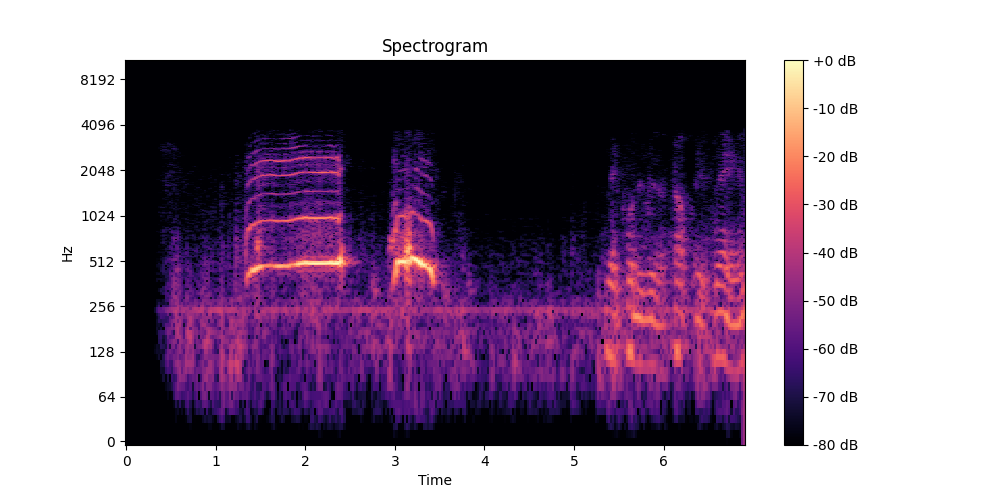 Spectrogram
8192
4096
2048
1024
512
256
128
64
0
Hz
0 1 2 3 4 5 6
Time
+0 dB
-10 dB
-20 dB
-30 dB
-40 dB
-50 dB
-60 dB
-70 dB
-80 dB